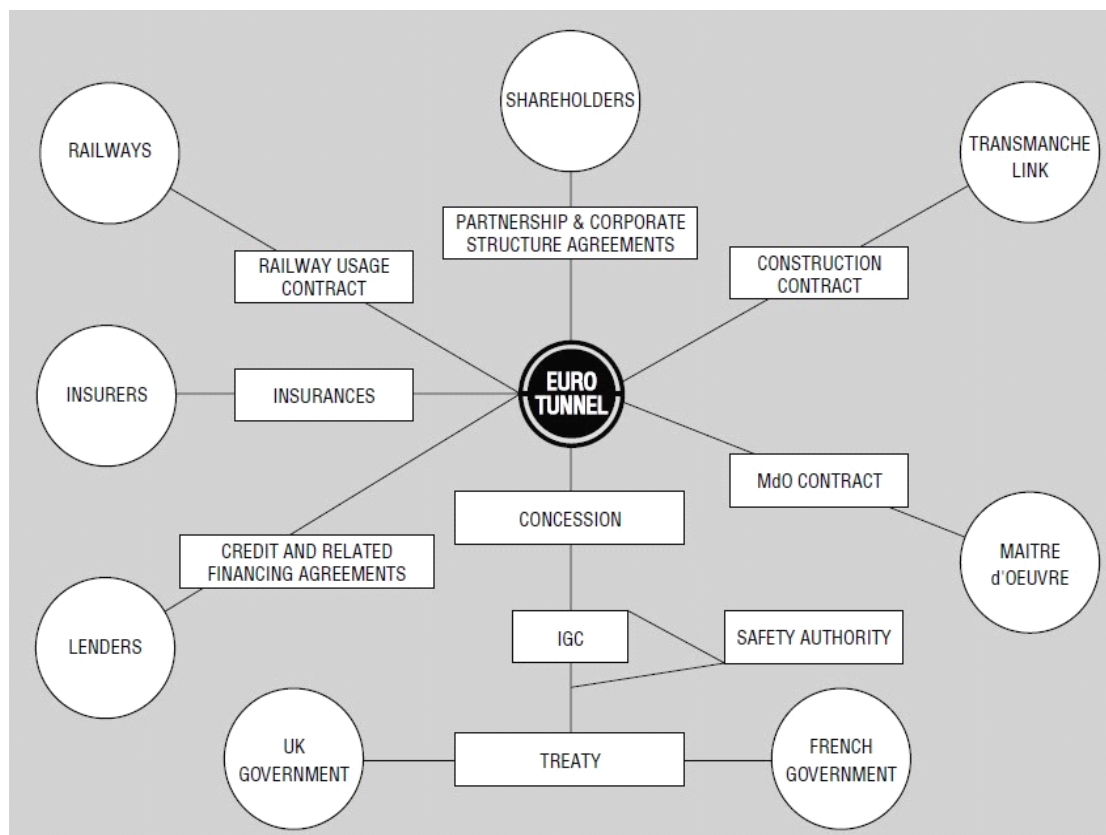 SHAREHOLDERS
RAILWAYS
TRANSMANCHE
LINK
PARTNERSHIP & CORPORATE
STRUCTURE AGREEMENTS
RAILWAY USAGE
CONTRACT
CONSTRUCTION
CONTRACT
INSURERS
INSURANCES
EURO
TUNNEL
MdO CONTRACT
CONCESSION
CREDIT AND RELATED
FINANCING AGREEMENTS
MAITRE
d'OEUVRE
LENDERS
IGC
SAFETY AUTHORITY
UK
GOVERNMENT
TREATY
FRENCH
GOVERNMENT